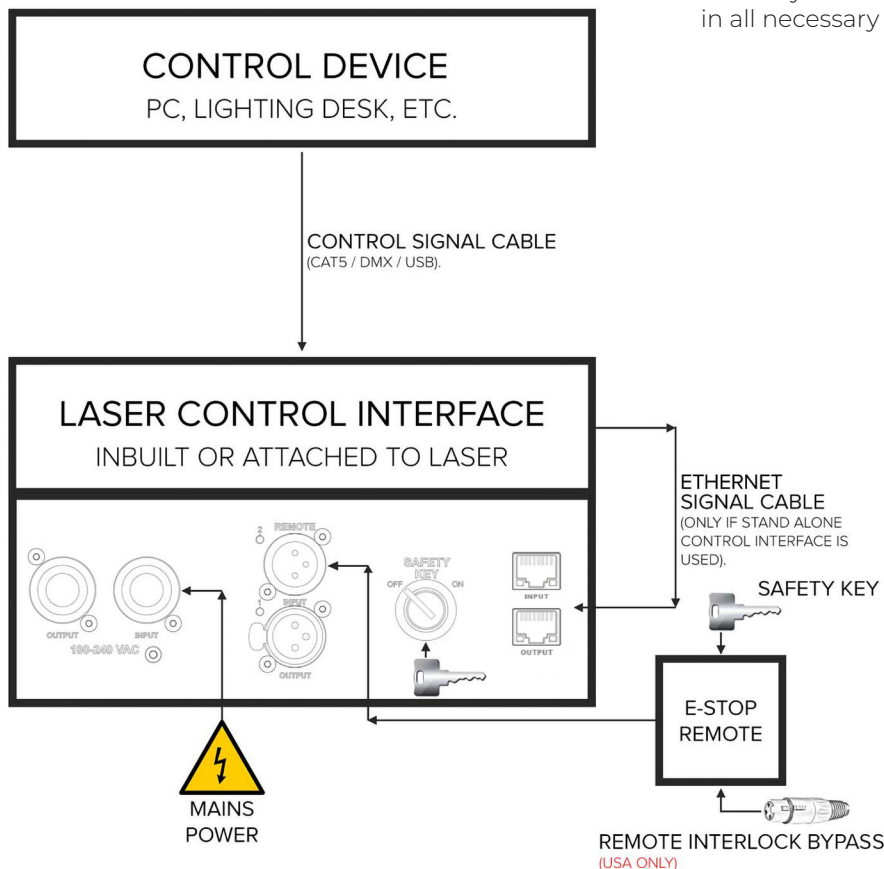 in all necessary
CONTROL DEVICE
PC, LIGHTING DESK, ETC.
CONTROL SIGNAL CABLE
(CAT5 / DMX / USB).
LASER CONTROL INTERFACE
INBUILT OR ATTACHED TO LASER
ETHERNET
SIGNAL CABLE
(ONLY IF STAND ALONE
CONTROL INTERFACE IS
USED).
2
REMOTE
INPUT
1
OUTPUT
OUTPUT
INPUT
100-240 VAC
SAFETY
KEY
OFF
ON
INPUT
OUTPUT
SAFETY KEY
E-STOP
REMOTE
MAINS
POWER
REMOTE INTERLOCK BYPASS
(USA ONLY)